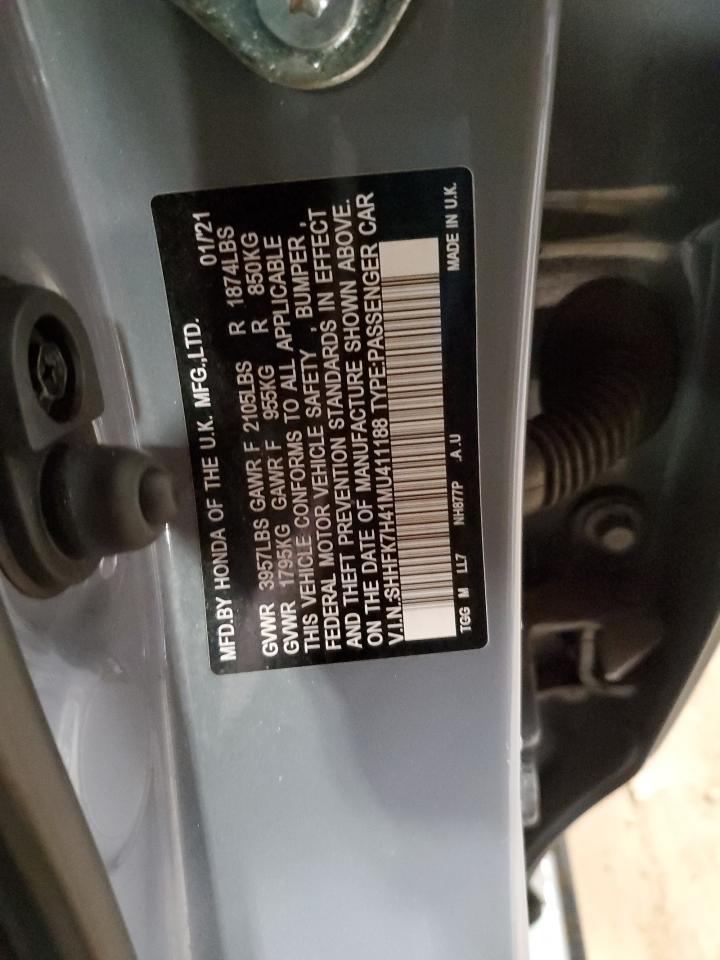 MFD.BY HONDA OF THE U.K. MFG.,LTD. 01/'21
GVWR 3957LBS GAWR F 2105LBS R 1874LBS
GVWR 1795KG GAWR F 955KG R 850KG
THIS VEHICLE CONFORMS TO ALL APPLICABLE
FEDERAL MOTOR VEHICLE SAFETY , BUMPER ,
AND THEFT PREVENTION STANDARDS IN EFFECT
ON THE DATE OF MANUFACTURE SHOWN ABOVE.
V.I.N.:SHHFK7H41MU411188 TYPE:PASSENGER CAR
TGG M LL7 NH877P .A.U MADE IN U.K.